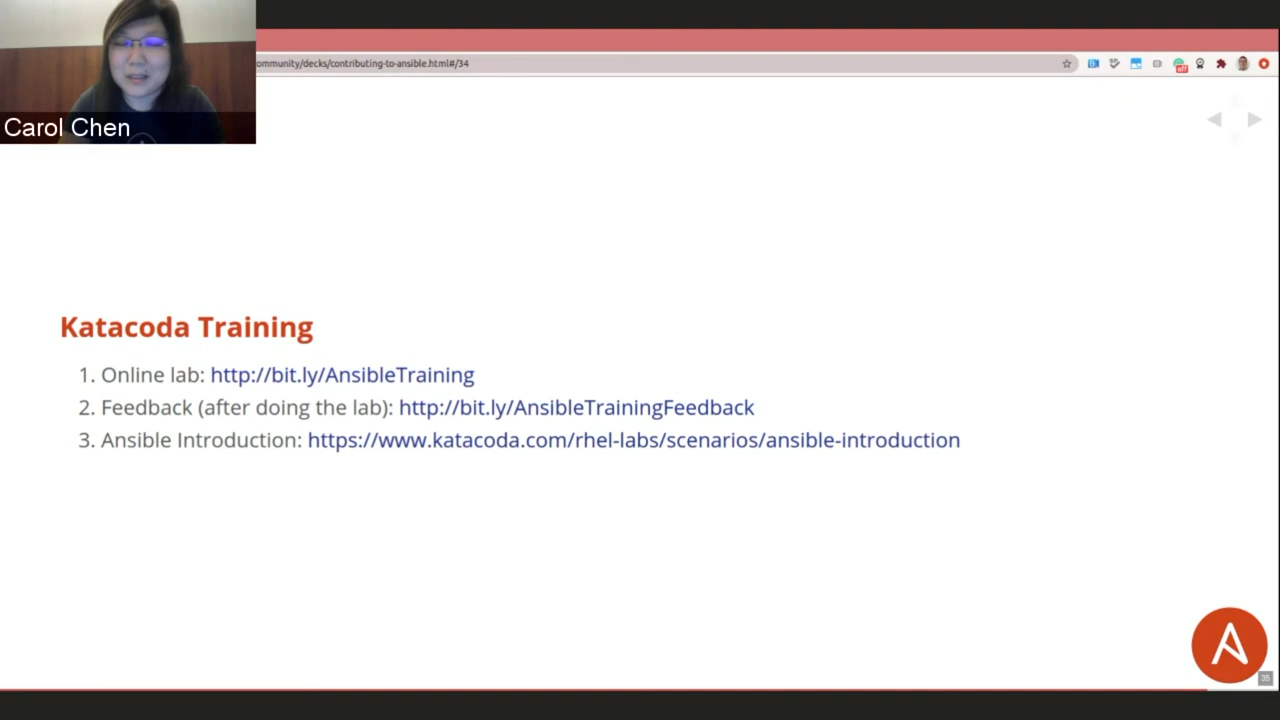 ommunity/decks/contributing-to-ansible.html#/34
off
Carol Chen
Katacoda Training
1. Online lab: http://bit.ly/AnsibleTraining
2. Feedback (after doing the lab): http://bit.ly/AnsibleTrainingFeedback
3. Ansible Introduction: https://www.katacoda.com/rhel-labs/scenarios/ansible-introduction
35